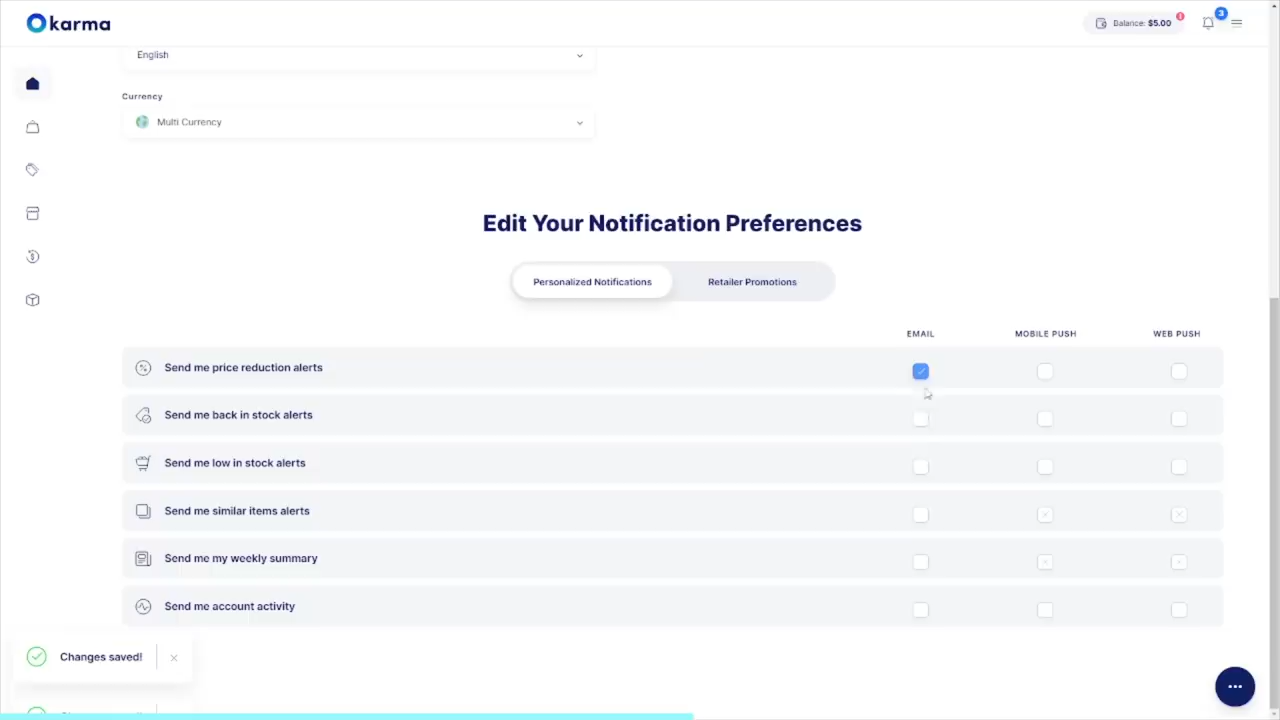 karma
Balance: $5.00
3
English
Currency
Multi Currency
Edit Your Notification Preferences
Personalized Notifications
Retailer Promotions
EMAIL
MOBILE PUSH
WEB PUSH
Send me price reduction alerts
Send me back in stock alerts
Send me low in stock alerts
Send me similar items alerts
Send me my weekly summary
Send me account activity
Changes saved!